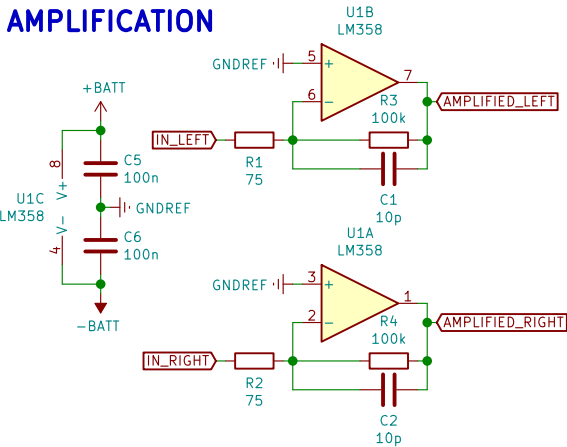 AMPLIFICATION
+BATT
8
V+
C5
100n
U1C
LM358
GNDREF
V-
4
C6
100n
-BATT
U1B
LM358
GNDREF
5
+
6
-
7
AMPLIFIED_LEFT
R3
100k
IN_LEFT
R1
75
C1
10p
U1A
LM358
GNDREF
3
+
2
-
1
AMPLIFIED_RIGHT
R4
100k
IN_RIGHT
R2
75
C2
10p